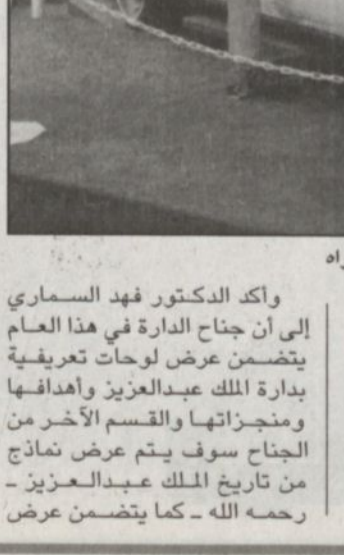 راه
وأكد الدكتور فهد السماري
إلى أن جناح الدارة في هذا العام
يتضمن عرض لوحات تعريفية
بدارة الملك عبدالعزيز وأهدافها
ومنجزاتها والقسم الآخر من
الجناح سوف يتم عرض نماذج
من تاريخ الملك عبدالعزيز ـ
رحمه الله ـ كما يتضمن عرض